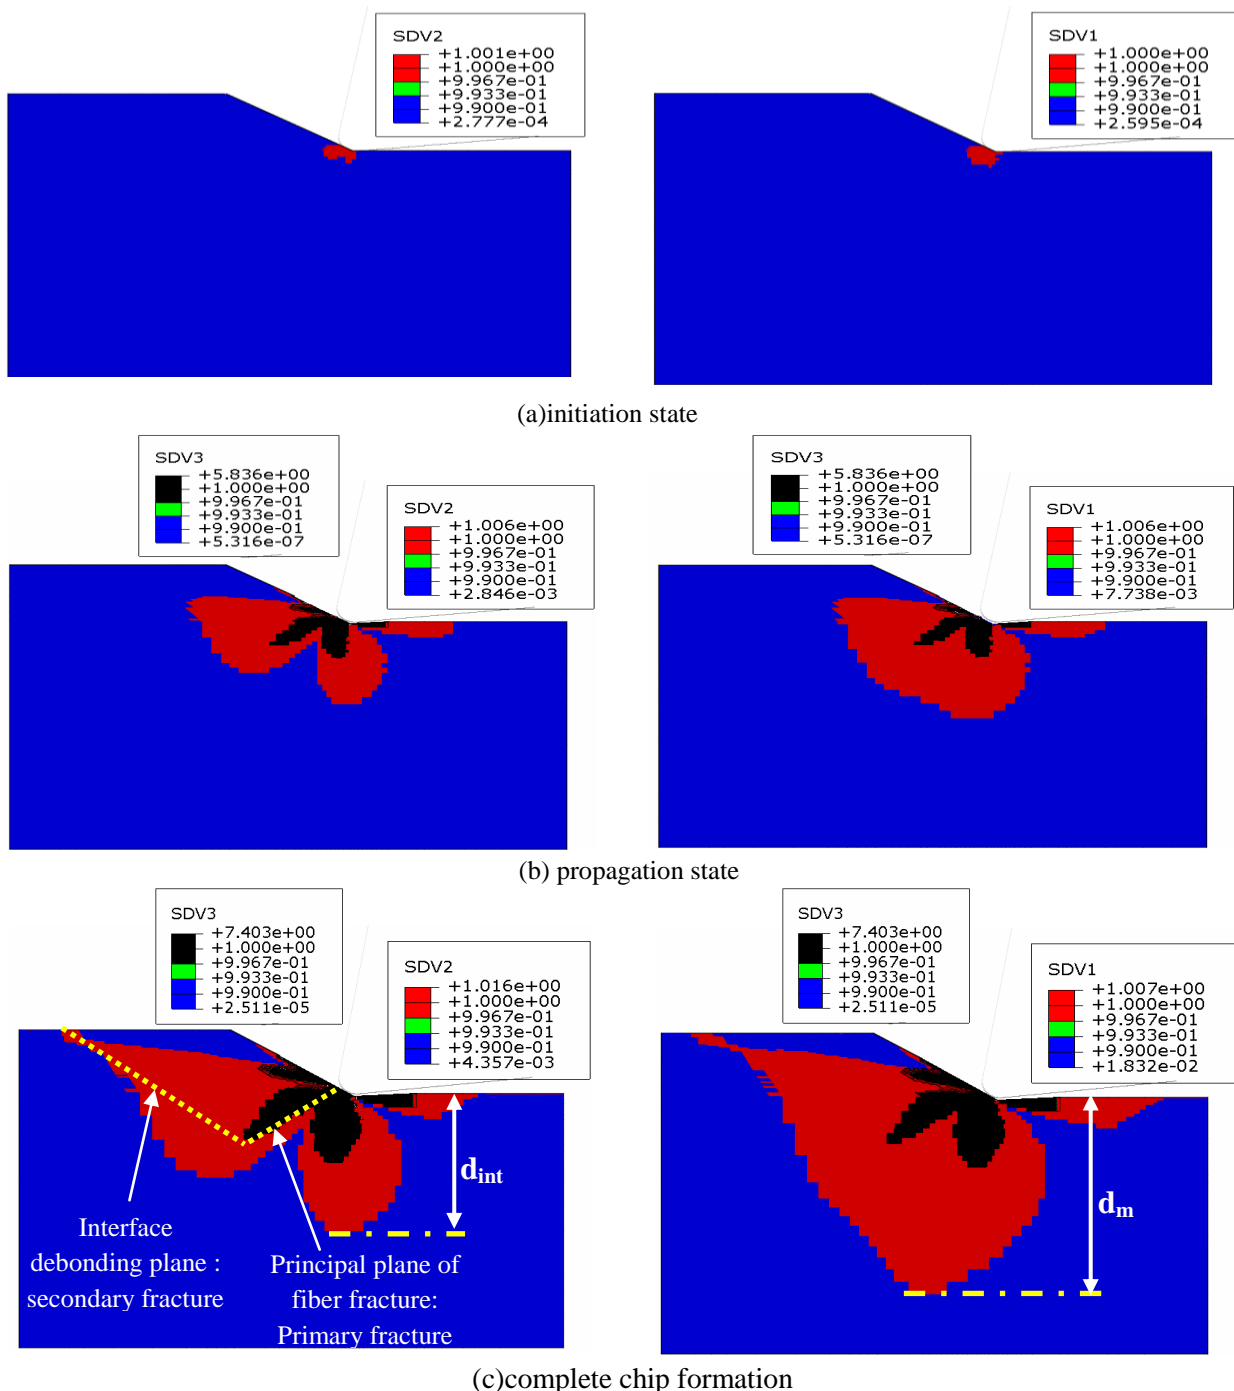 SDV2
+1.001e+00
+1.000e+00
+9.967e-01
+9.933e-01
+9.900e-01
+2.777e-04
SDV1
+1.000e+00
+1.000e+00
+9.967e-01
+9.933e-01
+9.900e-01
+2.595e-04
(a)initiation state
SDV3
+5.836e+00
+1.000e+00
+9.967e-01
+9.933e-01
+9.900e-01
+5.316e-07
SDV2
+1.006e+00
+1.000e+00
+9.967e-01
+9.933e-01
+9.900e-01
+2.846e-03
SDV3
+5.836e+00
+1.000e+00
+9.967e-01
+9.933e-01
+9.900e-01
+5.316e-07
SDV1
+1.006e+00
+1.000e+00
+9.967e-01
+9.933e-01
+9.900e-01
+7.738e-03
(b) propagation state
SDV3
+7.403e+00
+1.000e+00
+9.967e-01
+9.933e-01
+9.900e-01
+2.511e-05
SDV2
+1.016e+00
+1.000e+00
+9.967e-01
+9.933e-01
+9.900e-01
+4.357e-03
d_int
Interface
debonding plane :
secondary fracture
Principal plane of
fiber fracture:
Primary fracture
SDV3
+7.403e+00
+1.000e+00
+9.967e-01
+9.933e-01
+9.900e-01
+2.511e-05
SDV1
+1.007e+00
+1.000e+00
+9.967e-01
+9.933e-01
+9.900e-01
+1.832e-02
d_m
(c)complete chip formation